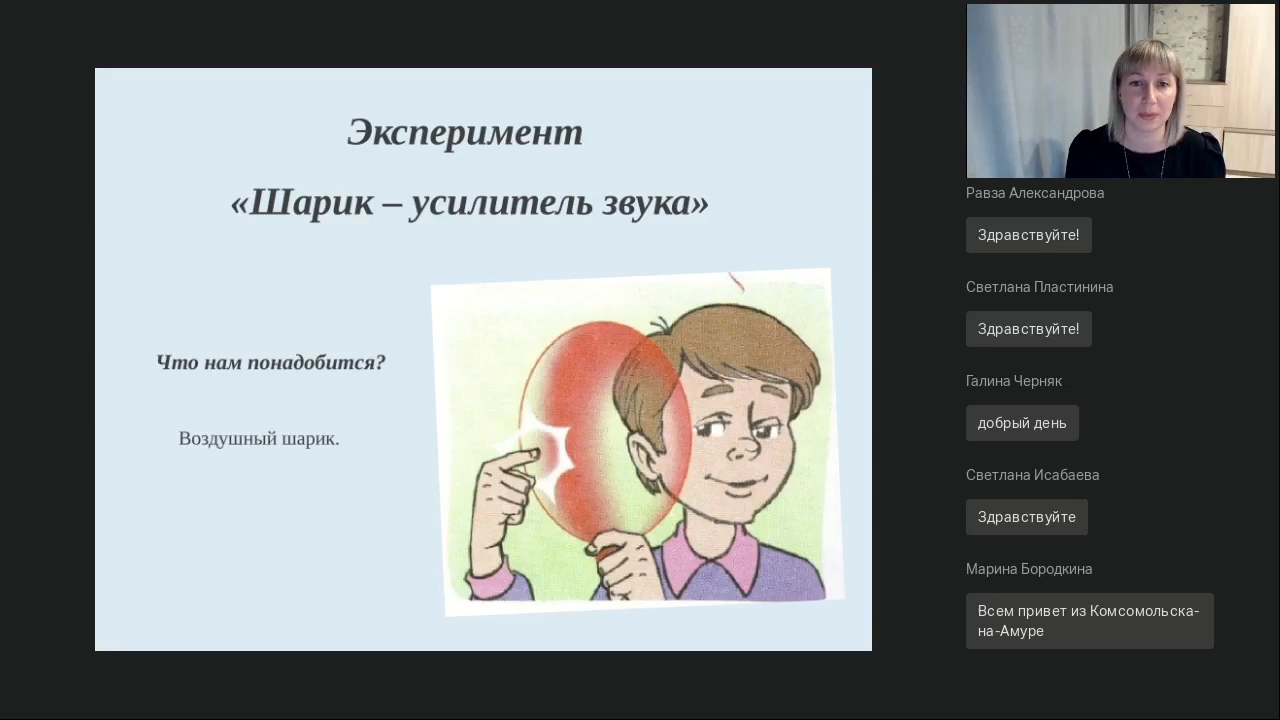 Эксперимент
«Шарик – усилитель звука»
Что нам понадобится?
Воздушный шарик.
Равза Александрова
Здравствуйте!
Светлана Пластинина
Здравствуйте!
Галина Черняк
добрый день
Светлана Исабаева
Здравствуйте
Марина Бородкина
Всем привет из Комсомольска-
на-Амуре